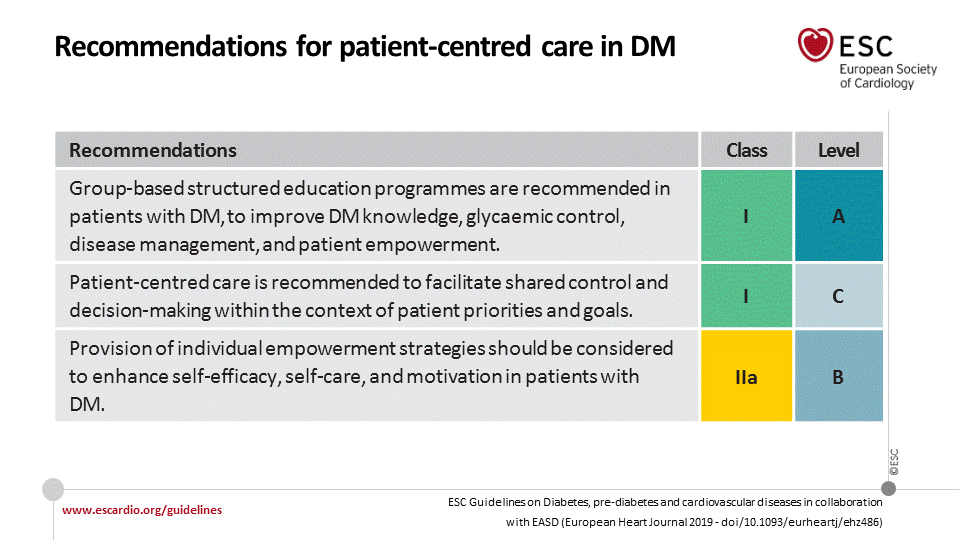 Recommendations for patient-centred care in DM
ESC
European Society
of Cardiology
Recommendations Class Level
Group-based structured education programmes are recommended in
patients with DM, to improve DM knowledge, glycaemic control,
disease management, and patient empowerment.
I A
Patient-centred care is recommended to facilitate shared control and
decision-making within the context of patient priorities and goals.
I C
Provision of individual empowerment strategies should be considered
to enhance self-efficacy, self-care, and motivation in patients with
DM.
IIa B
©ESC
www.escardio.org/guidelines
ESC Guidelines on Diabetes, pre-diabetes and cardiovascular diseases in collaboration
with EASD (European Heart Journal 2019 - doi/10.1093/eurheartj/ehz486)